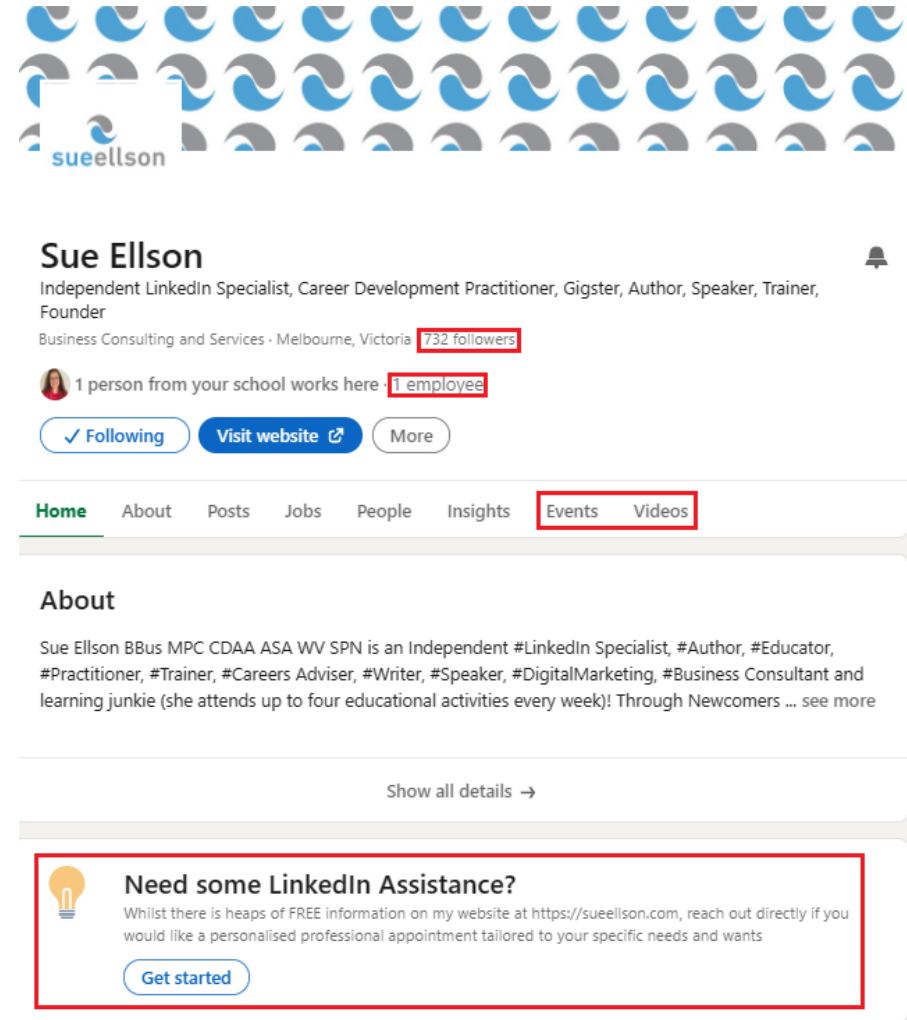 sueellson
Sue Ellson
Independent LinkedIn Specialist, Career Development Practitioner, Gigster, Author, Speaker, Trainer,
Founder
Business Consulting and Services · Melbourne, Victoria 732 followers
1 person from your school works here · 1 employee
✓ Following Visit website More
Home About Posts Jobs People Insights Events Videos
About
Sue Ellson BBus MPC CDAA ASA WV SPN is an Independent #LinkedIn Specialist, #Author, #Educator,
#Practitioner, #Trainer, #Careers Adviser, #Writer, #Speaker, #DigitalMarketing, #Business Consultant and
learning junkie (she attends up to four educational activities every week)! Through Newcomers ... see more
Show all details →
Need some LinkedIn Assistance?
Whilst there is heaps of FREE information on my website at https://sueellson.com, reach out directly if you
would like a personalised professional appointment tailored to your specific needs and wants
Get started